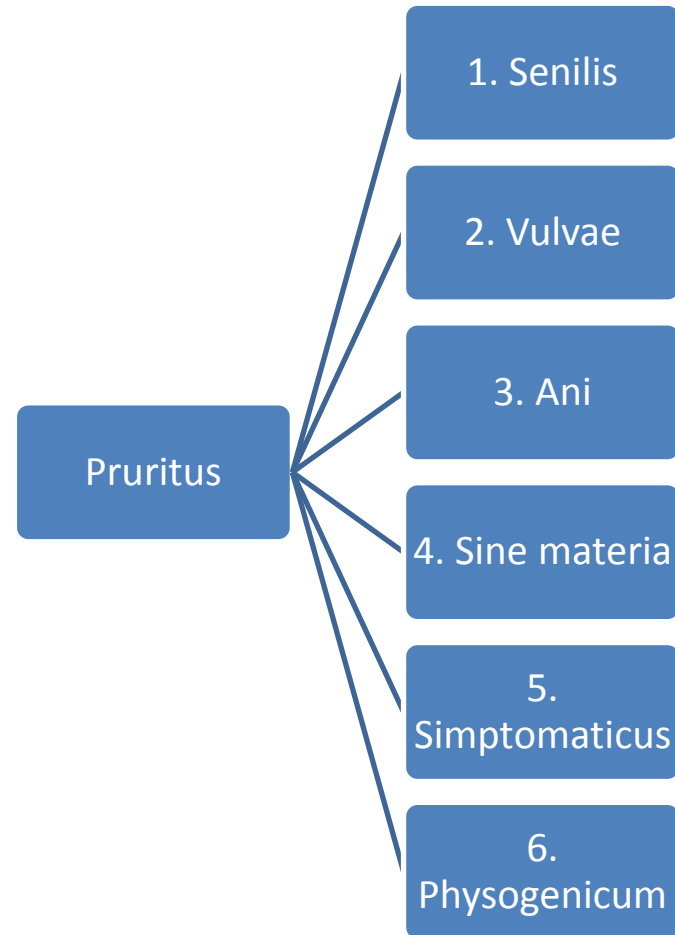 1. Senilis
2. Vulvae
3. Ani
Pruritus
4. Sine materia
5.
Simptomaticus
6.
Physogenicum